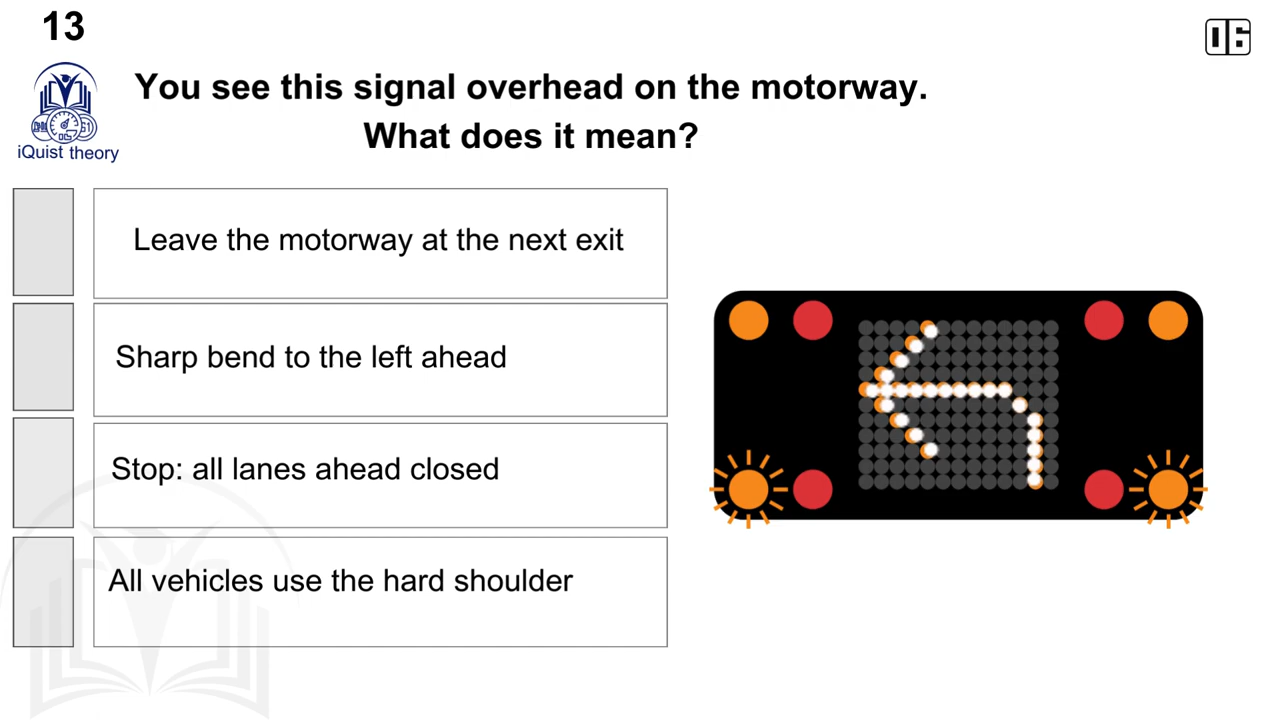 13
06
You see this signal overhead on the motorway.
What does it mean?
iQuist theory
Leave the motorway at the next exit
Sharp bend to the left ahead
Stop: all lanes ahead closed
All vehicles use the hard shoulder